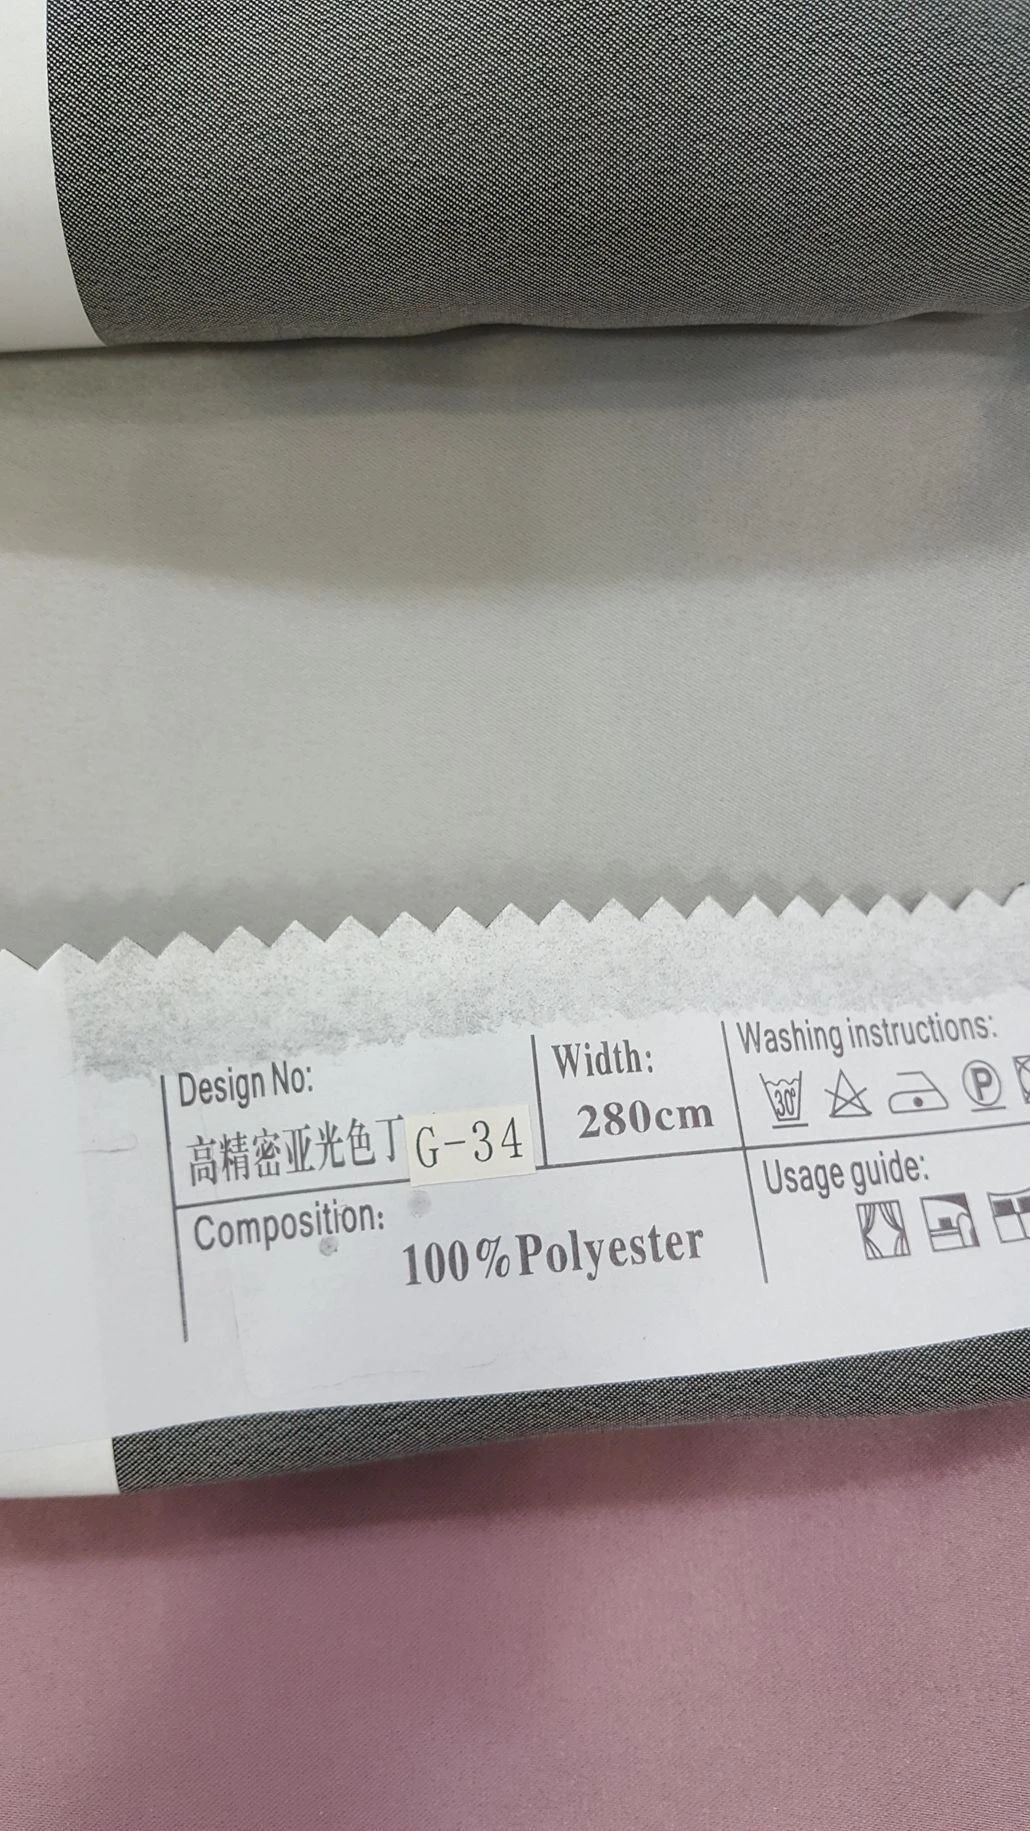 Design No:
高精密亚光色丁 G-34
Width:
280cm
Washing instructions:
30°
P
Composition:
100%Polyester
Usage guide: